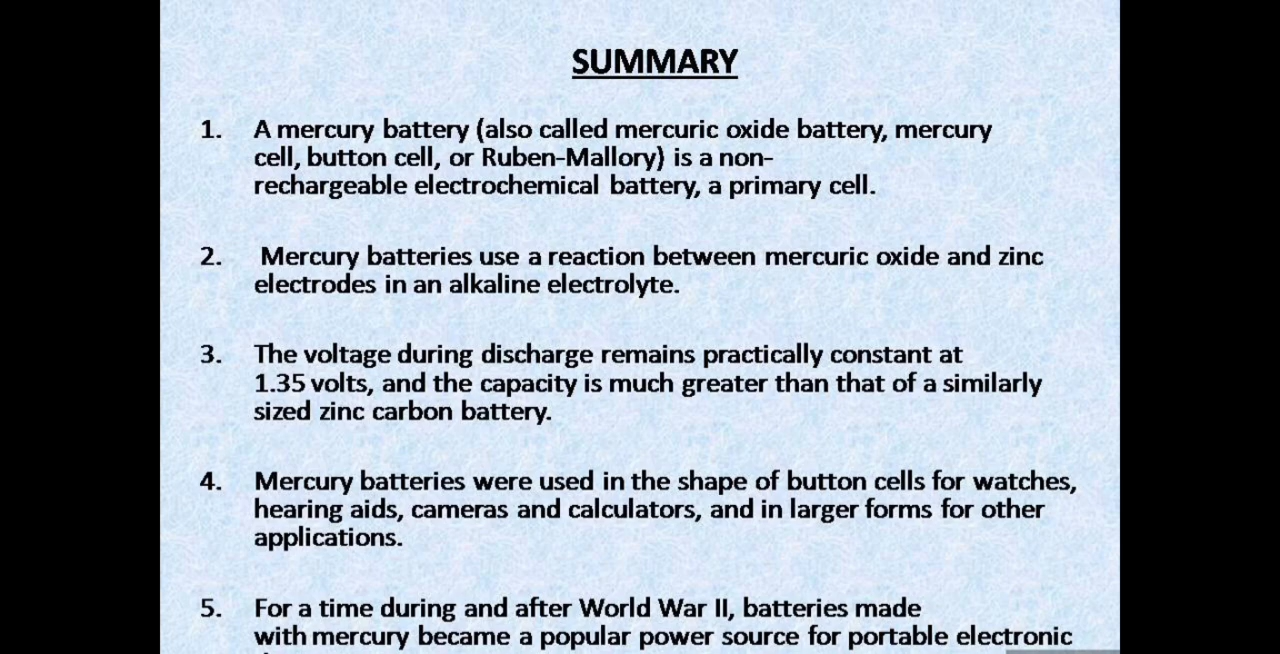 SUMMARY
1. A mercury battery (also called mercuric oxide battery, mercury
cell, button cell, or Ruben-Mallory) is a non-
rechargeable electrochemical battery, a primary cell.
2. Mercury batteries use a reaction between mercuric oxide and zinc
electrodes in an alkaline electrolyte.
3. The voltage during discharge remains practically constant at
1.35 volts, and the capacity is much greater than that of a similarly
sized zinc carbon battery.
4. Mercury batteries were used in the shape of button cells for watches,
hearing aids, cameras and calculators, and in larger forms for other
applications.
5. For a time during and after World War II, batteries made
with mercury became a popular power source for portable electronic